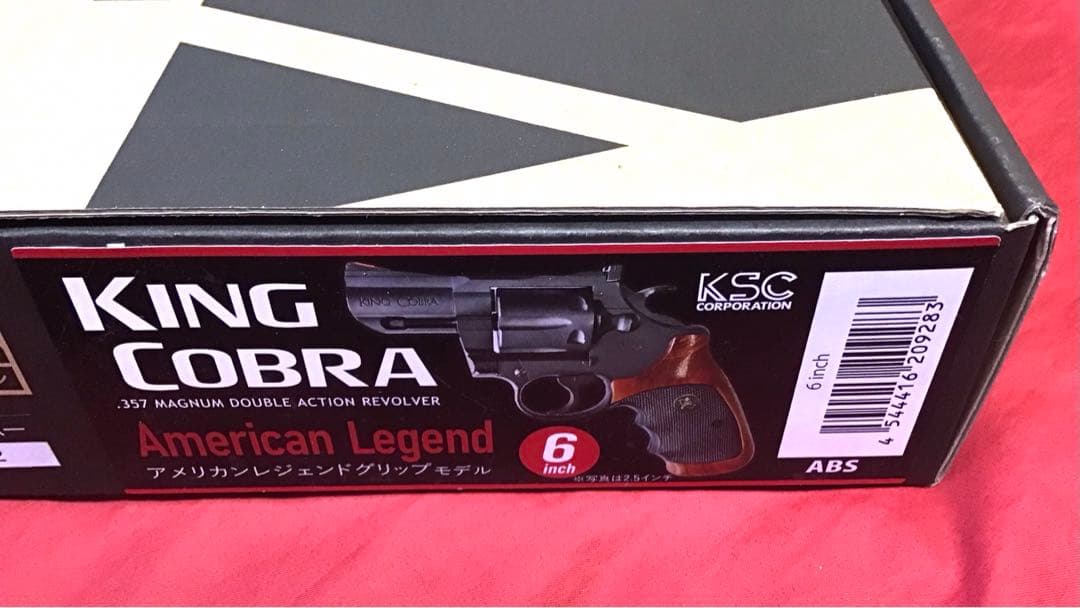 KING
COBRA
.357 MAGNUM DOUBLE ACTION REVOLVER
American Legend
アメリカンレジェンドグリップモデル
6
inch
※写真は2.5インチ
KING COBRA
KSC
CORPORATION
6 inch
4 544416 209283
ABS